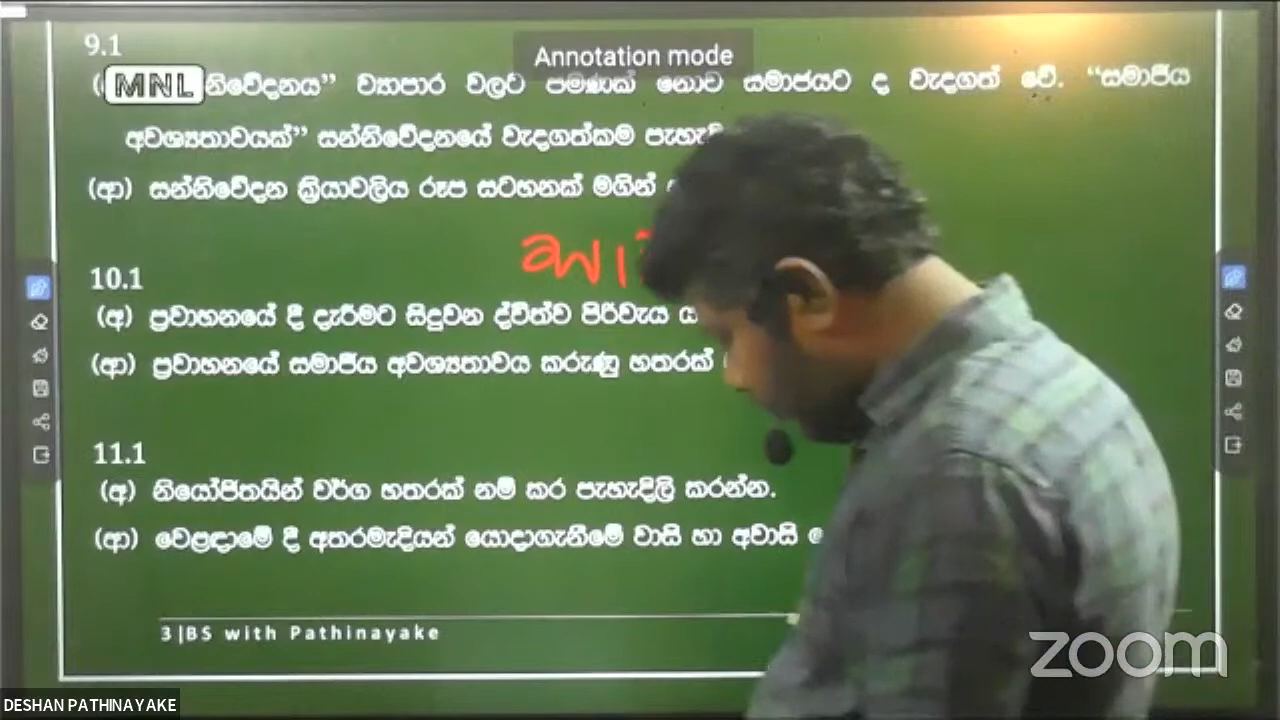 Annotation mode
9.1
MNL නිවේදනය” ව්‍යාපාර වලට පමණක් නොව සමාජයට ද වැදගත් වේ. “සමාජීය
අවශ්‍යතාවයක්” සන්නිවේදනයේ වැදගත්කම
(ආ) සන්නිවේදන ක්‍රියාවලිය රූප සටහනක් මගින්
10.1
(අ) ප්‍රවාහනයේ දී දැරීමට සිදුවන ද්විත්ව පිරිවැය
(ආ) ප්‍රවාහනයේ සමාජීය අවශ්‍යතාවය කරුණු හතරක්
11.1
(අ) නියෝජිතයින් වර්ග හතරක් නම් කර පැහැදිලි කරන්න.
(ආ) වෙළඳාමේ දී අතරමැදියන් යොදාගැනීමේ වාසි හා අවාසි
3|BS with Pathinayake
zoom
DESHAN PATHINAYAKE